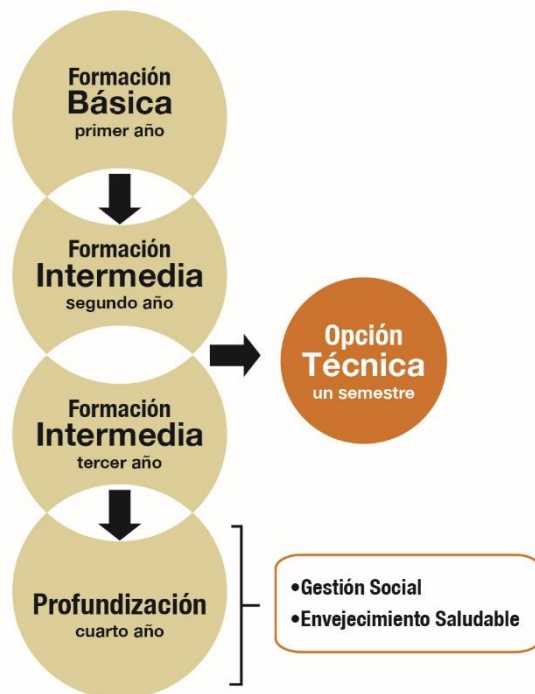 Formación
Básica
primer año
Formación
Intermedia
segundo año
Opción
Técnica
un semestre
Formación
Intermedia
tercer año
Profundización
cuarto año
•Gestión Social
•Envejecimiento Saludable